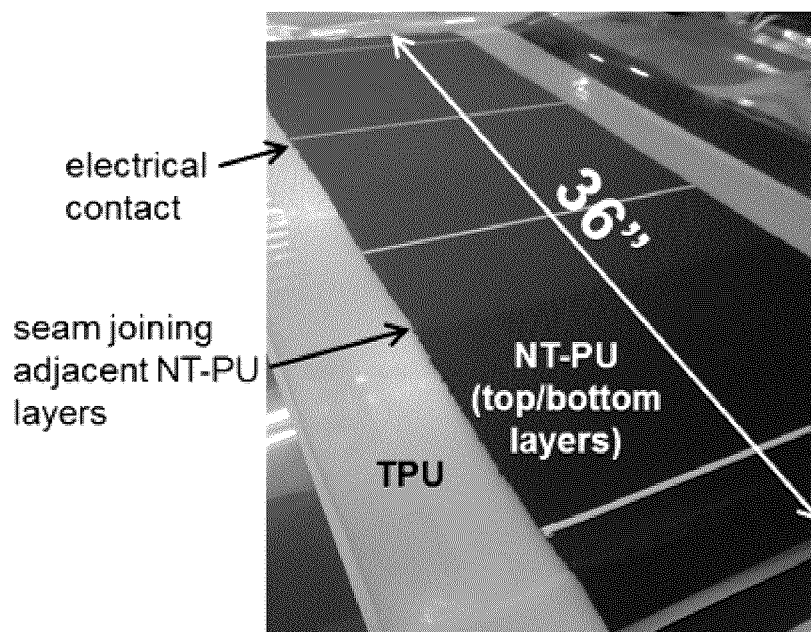 electrical
contact
36”
seam joining
adjacent NT-PU
layers
NT-PU
(top/bottom
layers)
TPU